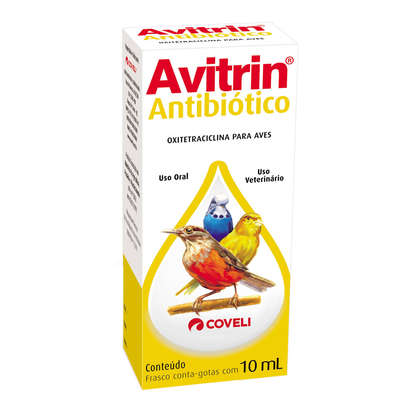 Avitrin®
Antibiótico
OXITETRACICLINA PARA AVES
Uso Oral
Uso
Veterinário
COVELI
Conteúdo
Frasco conta-gotas com 10 mL